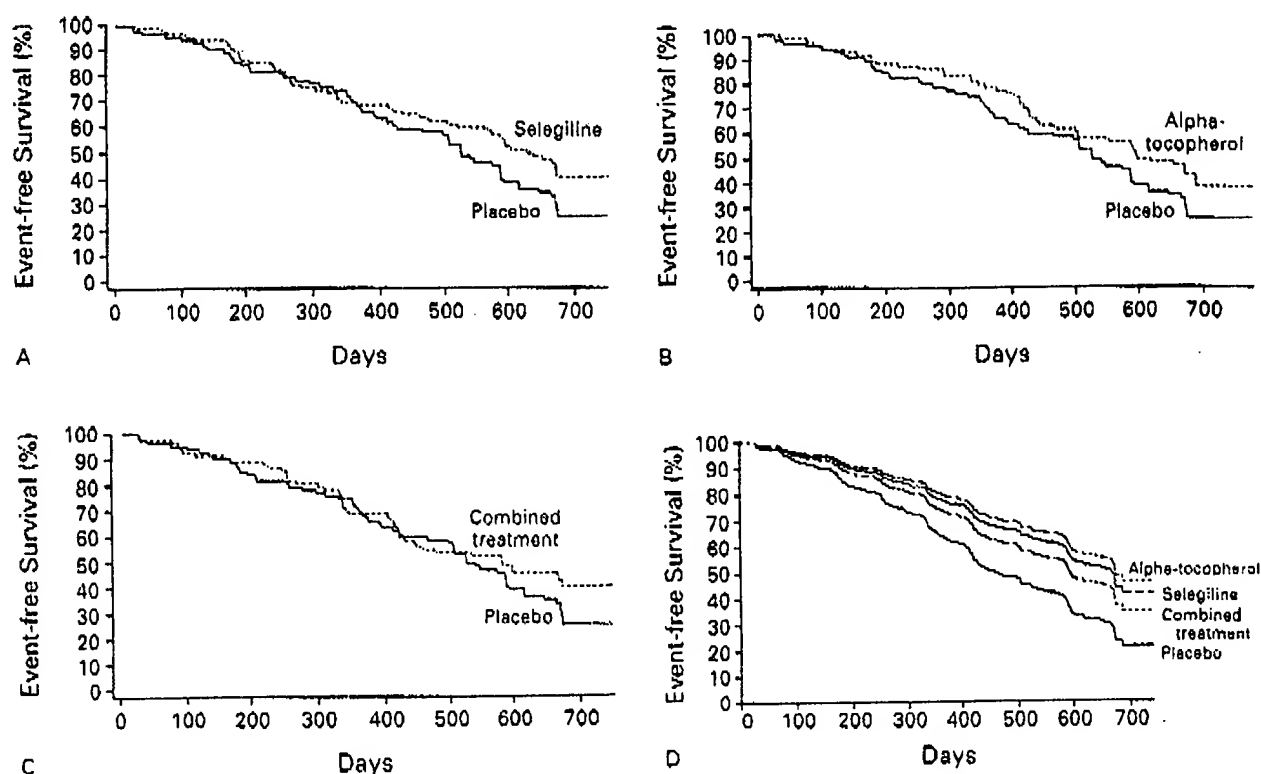 Event-free Survival (%)
100
90
80
70
60
50
40
30
20
10
0
Selegiline
Placebo
0 100 200 300 400 500 600 700
Days
A
Event-free Survival (%)
100
90
80
70
60
50
40
30
20
10
0
Alpha-
tocopherol
Placebo
0 100 200 300 400 500 600 700
Days
B
Event-free Survival (%)
100
90
80
70
60
50
40
30
20
10
0
Combined
treatment
Placebo
0 100 200 300 400 500 600 700
Days
C
Event-free Survival (%)
100
90
80
70
60
50
40
30
20
10
0
Alpha-tocopherol
Selegiline
Combined
treatment
Placebo
0 100 200 300 400 500 600 700
Days
D